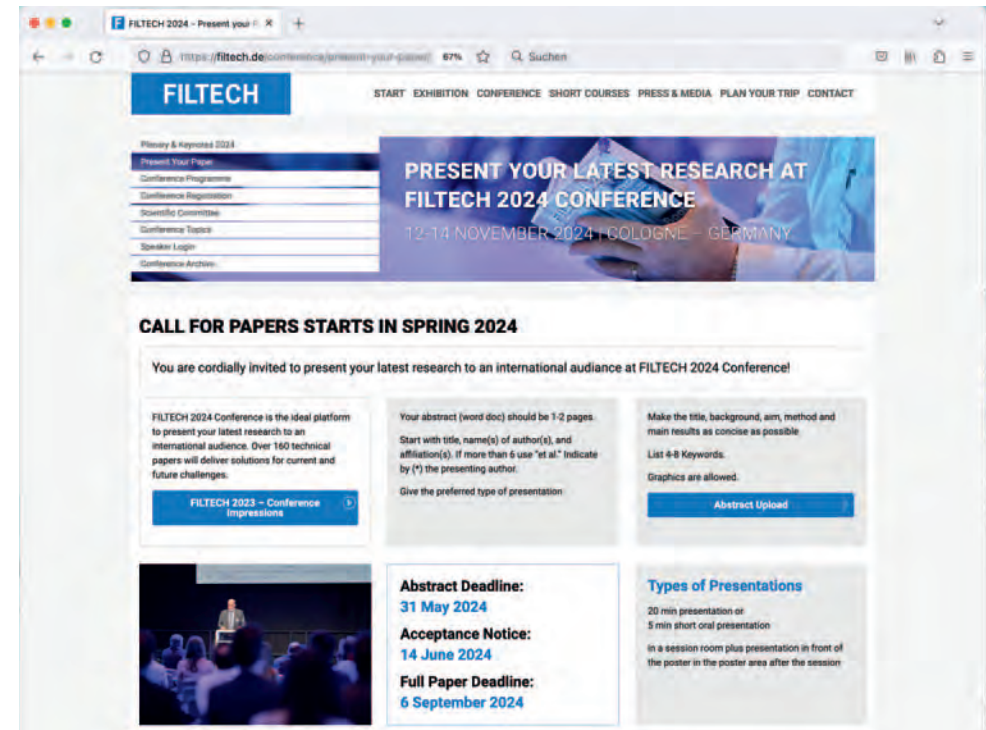 FILTECH 2024 – Present your P
https://filtech.de/conference/present-your-paper/
67%
Suchen
FILTECH
START EXHIBITION CONFERENCE SHORT COURSES PRESS & MEDIA PLAN YOUR TRIP CONTACT
Plenary & Keynotes 2024
Present Your Paper
Conference Programme
Conference Registration
Scientific Committee
Conference Topics
Speaker Login
Conference Archive
PRESENT YOUR LATEST RESEARCH AT
FILTECH 2024 CONFERENCE
12-14 NOVEMBER 2024 | COLOGNE – GERMANY
CALL FOR PAPERS STARTS IN SPRING 2024
You are cordially invited to present your latest research to an international audiance at FILTECH 2024 Conference!
FILTECH 2024 Conference is the ideal platform
to present your latest research to an
international audience. Over 160 technical
papers will deliver solutions for current and
future challenges.
FILTECH 2023 – Conference
Impressions
Your abstract (word doc) should be 1-2 pages.
Start with title, name(s) of author(s), and
affiliation(s). If more than 6 use "et al." Indicate
by (*) the presenting author.
Give the preferred type of presentation
Make the title, background, aim, method and
main results as concise as possible
List 4-8 Keywords.
Graphics are allowed.
Abstract Upload
Abstract Deadline:
31 May 2024
Acceptance Notice:
14 June 2024
Full Paper Deadline:
6 September 2024
Types of Presentations
20 min presentation or
5 min short oral presentation
in a session room plus presentation in front of
the poster in the poster area after the session